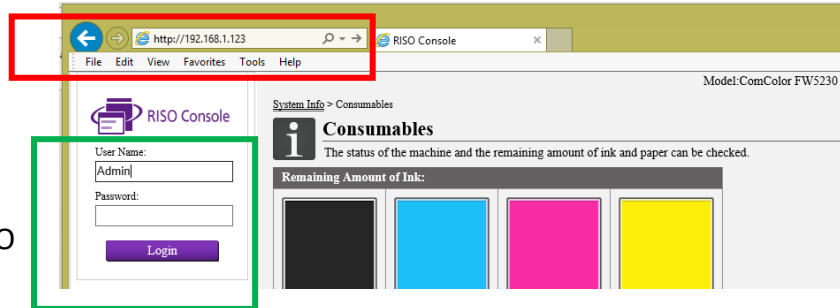 http://192.168.1.123
RISO Console
File Edit View Favorites Tools Help
Model:ComColor FW5230
RISO Console
System Info > Consumables
i
Consumables
The status of the machine and the remaining amount of ink and paper can be checked.
User Name:
Admin
Password:
Login
Remaining Amount of Ink:
o